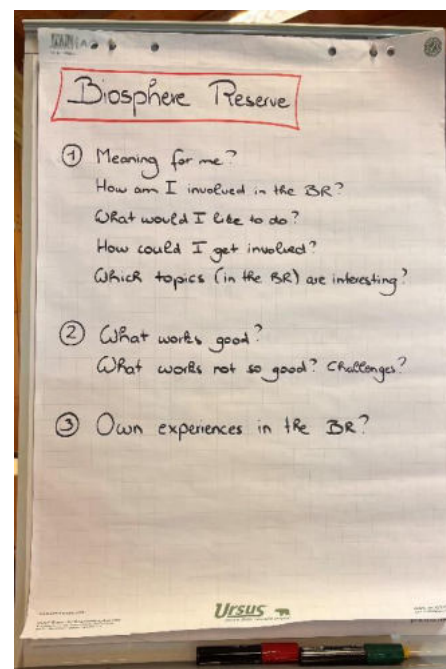 Biosphere Reserve
① Meaning for me?
How am I involved in the BR?
What would I like to do?
How could I get involved?
Which topics (in the BR) are interesting?
② What works good?
What works not so good? Challenges?
③ Own experiences in the BR?
Ursus